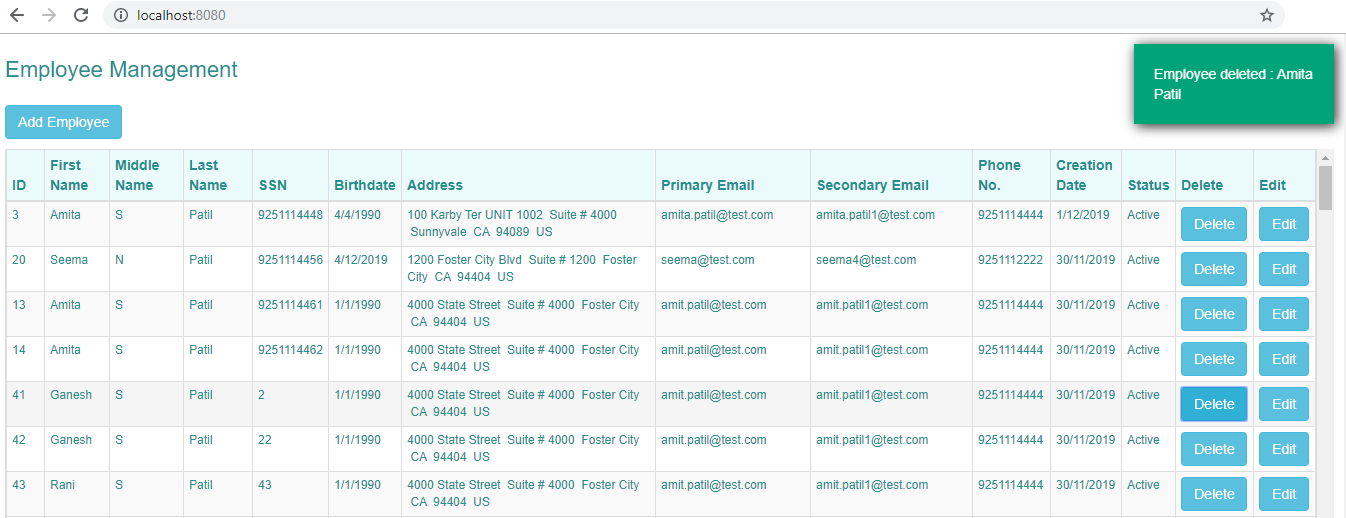 localhost:8080
Employee Management
Employee deleted : Amita
Patil
Add Employee
ID First Name Middle Name Last Name SSN Birthdate Address Primary Email Secondary Email Phone No. Creation Date Status Delete Edit
3 Amita S Patil 9251114448 4/4/1990 100 Karby Ter UNIT 1002 Suite # 4000 amita.patil@test.com amita.patil1@test.com 9251114444 1/12/2019 Active Delete Edit
Sunnyvale CA 94089 US
20 Seema N Patil 9251114456 4/12/2019 1200 Foster City Blvd Suite # 1200 Foster seema@test.com seema4@test.com 9251112222 30/11/2019 Active Delete Edit
City CA 94404 US
13 Amita S Patil 9251114461 1/1/1990 4000 State Street Suite # 4000 Foster City amit.patil@test.com amit.patil1@test.com 9251114444 30/11/2019 Active Delete Edit
CA 94404 US
14 Amita S Patil 9251114462 1/1/1990 4000 State Street Suite # 4000 Foster City amit.patil@test.com amit.patil1@test.com 9251114444 30/11/2019 Active Delete Edit
CA 94404 US
41 Ganesh S Patil 2 1/1/1990 4000 State Street Suite # 4000 Foster City amit.patil@test.com amit.patil1@test.com 9251114444 30/11/2019 Active Delete Edit
CA 94404 US
42 Ganesh S Patil 22 1/1/1990 4000 State Street Suite # 4000 Foster City amit.patil@test.com amit.patil1@test.com 9251114444 30/11/2019 Active Delete Edit
CA 94404 US
43 Rani S Patil 43 1/1/1990 4000 State Street Suite # 4000 Foster City amit.patil@test.com amit.patil1@test.com 9251114444 30/11/2019 Active Delete Edit
CA 94404 US